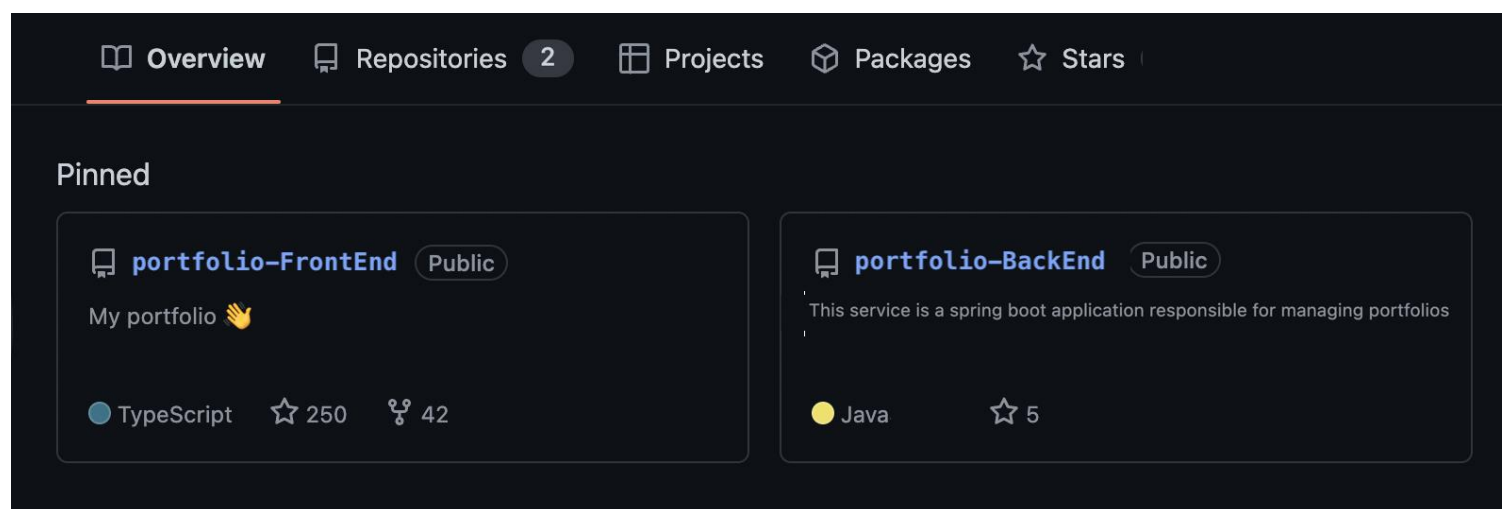 Overview Repositories 2 Projects Packages Stars
Pinned
portfolio-FrontEnd Public
My portfolio 👋
TypeScript 250 42
portfolio-BackEnd Public
This service is a spring boot application responsible for managing portfolios
Java 5